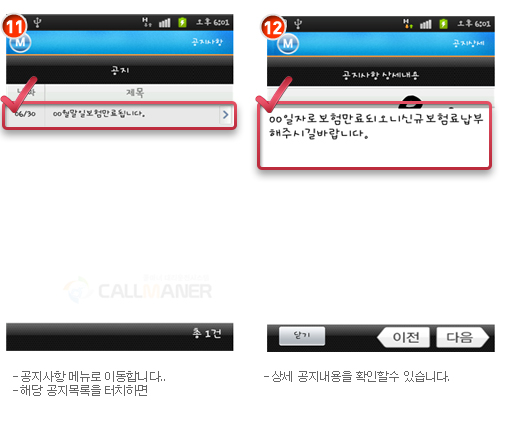 11
오후 6:01
M
공지사항
공지
제목
06/30 00월말일보험만료됩니다.
CALLMANER
총 1건
- 공지사항 메뉴로 이동합니다..
- 해당 공지목록을 터치하면
12
오후 6:01
M
공지상세
공지사항 상세내용
00일자로보험만료되오니신규보험료납부
해주시길바랍니다.
닫기 이전 다음
- 상세 공지내용을 확인할수 있습니다.